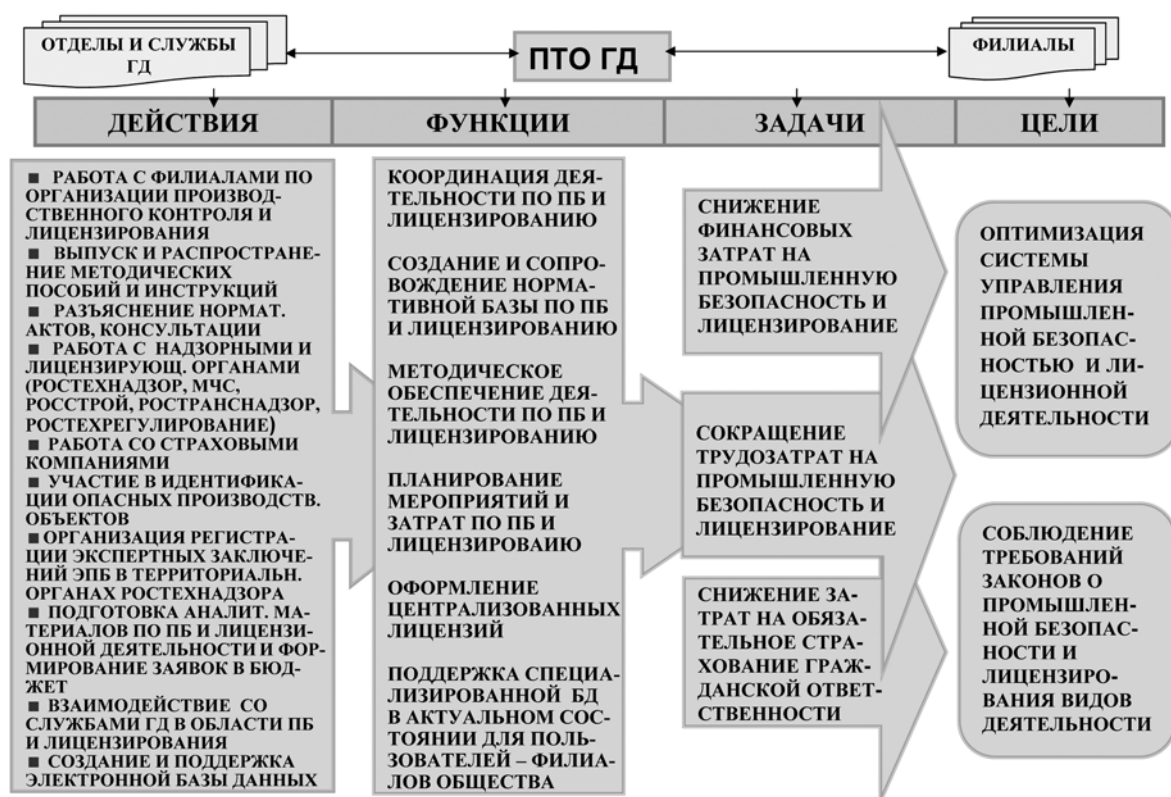 ОТДЕЛЫ И СЛУЖБЫ
ГД
ПТО ГД
ФИЛИАЛЫ
ДЕЙСТВИЯ
ФУНКЦИИ
ЗАДАЧИ
ЦЕЛИ
■ РАБОТА С ФИЛИАЛАМИ ПО
ОРГАНИЗАЦИИ ПРОИЗВОД-
СТВЕННОГО КОНТРОЛЯ И
ЛИЦЕНЗИРОВАНИЯ
■ ВЫПУСК И РАСПРОСТРАНЕ-
НИЕ МЕТОДИЧЕСКИХ
ПОСОБИЙ И ИНСТРУКЦИЙ
■ РАЗЪЯСНЕНИЕ НОРМАТ.
АКТОВ, КОНСУЛЬТАЦИИ
■ РАБОТА С НАДЗОРНЫМИ И
ЛИЦЕНЗИРУЮЩ. ОРГАНАМИ
(РОСТЕХНАДЗОР, МЧС,
РОССТРОЙ, РОСТРАНСНАДЗОР,
РОСТЕХРЕГУЛИРОВАНИЕ)
■ РАБОТА СО СТРАХОВЫМИ
КОМПАНИЯМИ
■ УЧАСТИЕ В ИДЕНТИФИКА-
ЦИИ ОПАСНЫХ ПРОИЗВОДСТВ.
ОБЪЕКТОВ
■ ОРГАНИЗАЦИЯ РЕГИСТРА-
ЦИИ ЭКСПЕРТНЫХ ЗАКЛЮЧЕ-
НИЙ ЭПБ В ТЕРРИТОРИАЛЬН.
ОРГАНАХ РОСТЕХНАДЗОРА
■ ПОДГОТОВКА АНАЛИТ. МА-
ТЕРИАЛОВ ПО ПБ И ЛИЦЕНЗИ-
ОННОЙ ДЕЯТЕЛЬНОСТИ И ФОР-
МИРОВАНИЕ ЗАЯВОК В БЮД-
ЖЕТ
■ ВЗАИМОДЕЙСТВИЕ СО
СЛУЖБАМИ ГД В ОБЛАСТИ ПБ
И ЛИЦЕНЗИРОВАНИЯ
■ СОЗДАНИЕ И ПОДДЕРЖКА
ЭЛЕКТРОННОЙ БАЗЫ ДАННЫХ
КООРДИНАЦИЯ ДЕЯ-
ТЕЛЬНОСТИ ПО ПБ И
ЛИЦЕНЗИРОВАНИЮ
СОЗДАНИЕ И СОПРО-
ВОЖДЕНИЕ НОРМА-
ТИВНОЙ БАЗЫ ПО ПБ
И ЛИЦЕНЗИРОВАНИЮ
МЕТОДИЧЕСКОЕ
ОБЕСПЕЧЕНИЕ ДЕЯ-
ТЕЛЬНОСТИ ПО ПБ И
ЛИЦЕНЗИРОВАНИЮ
ПЛАНИРОВАНИЕ
МЕРОПРИЯТИЙ И
ЗАТРАТ ПО ПБ И
ЛИЦЕНЗИРОВАИЮ
ОФОРМЛЕНИЕ
ЦЕНТРАЛИЗОВАННЫХ
ЛИЦЕНЗИЙ
ПОДДЕРЖКА СПЕЦИА-
ЛИЗИРОВАННОЙ БД
В АКТУАЛЬНОМ СОС-
ТОЯНИИ ДЛЯ ПОЛЬ-
ЗОВАТЕЛЕЙ – ФИЛИА-
ЛОВ ОБЩЕСТВА
СНИЖЕНИЕ
ФИНАНСОВЫХ
ЗАТРАТ НА
ПРОМЫШЛЕННУЮ
БЕЗОПАСНОСТЬ И
ЛИЦЕНЗИРОВАНИЕ
СОКРАЩЕНИЕ
ТРУДОЗАТРАТ НА
ПРОМЫШЛЕННУЮ
БЕЗОПАСНОСТЬ И
ЛИЦЕНЗИРОВАНИЕ
СНИЖЕНИЕ ЗА-
ТРАТ НА ОБЯЗА-
ТЕЛЬНОЕ СТРА-
ХОВАНИЕ ГРАЖ-
ДАНСКОЙ ОТВЕТ-
СТВЕННОСТИ
ОПТИМИЗАЦИЯ
СИСТЕМЫ
УПРАВЛЕНИЯ
ПРОМЫШЛЕН-
НОЙ БЕЗОПАС-
НОСТЬЮ И ЛИ-
ЦЕНЗИОННОЙ
ДЕЯТЕЛЬНОСТИ
СОБЛЮДЕНИЕ
ТРЕБОВАНИЙ
ЗАКОНОВ О
ПРОМЫШЛЕН-
НОЙ БЕЗОПАС-
НОСТИ И
ЛИЦЕНЗИРО-
ВАНИЯ ВИДОВ
ДЕЯТЕЛЬНОСТИ